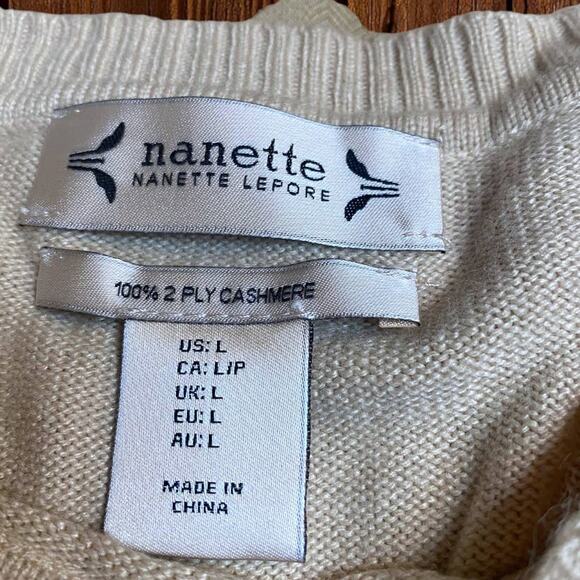 nanette
NANETTE LEPORE
100% 2 PLY CASHMERE
US: L
CA: L/P
UK: L
EU: L
AU: L
MADE IN
CHINA